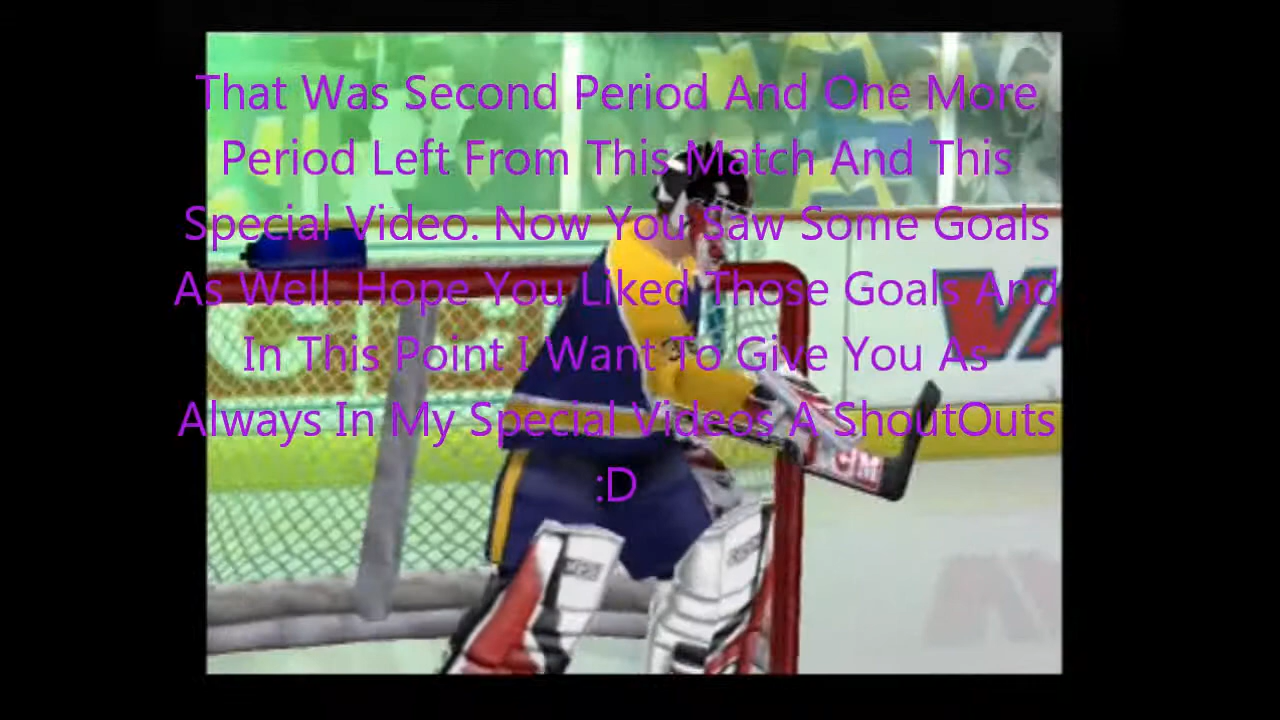 That Was Second Period And One More
Period Left From This Match And This
Special Video. Now You Saw Some Goals
As Well. Hope You Liked Those Goals And
In This Point I Want To Give You As
Always In My Special Videos A ShoutOuts
:D